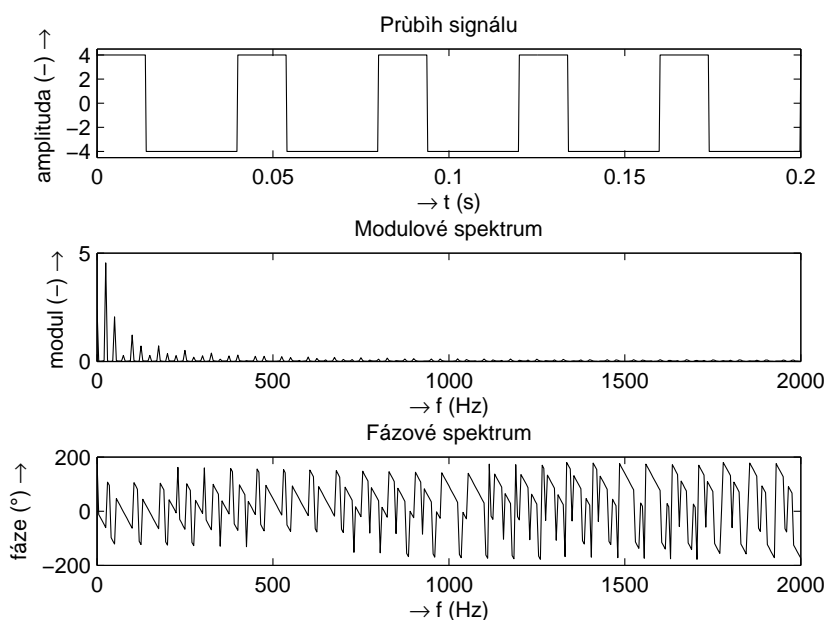 Prùbìh signálu
4
2
0
−2
−4
amplituda (−) →
0
0.05
0.1
0.15
0.2
→ t (s)
Modulové spektrum
5
0
modul (−) →
0
500
1000
1500
2000
→ f (Hz)
Fázové spektrum
200
0
−200
fáze (°) →
0
500
1000
1500
2000
→ f (Hz)